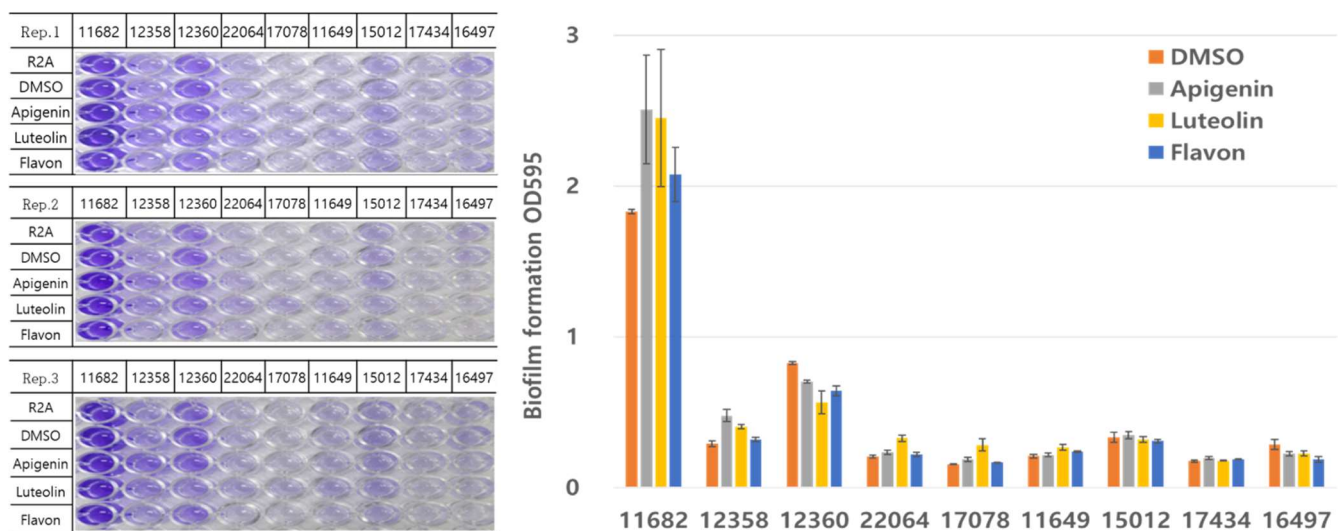 Rep.1 11682 12358 12360 22064 17078 11649 15012 17434 16497
R2A
DMSO
Apigenin
Luteolin
Flavon
Rep.2 11682 12358 12360 22064 17078 11649 15012 17434 16497
R2A
DMSO
Apigenin
Luteolin
Flavon
Rep.3 11682 12358 12360 22064 17078 11649 15012 17434 16497
R2A
DMSO
Apigenin
Luteolin
Flavon
Biofilm formation OD595
3
2
1
0
DMSO
Apigenin
Luteolin
Flavon
11682 12358 12360 22064 17078 11649 15012 17434 16497